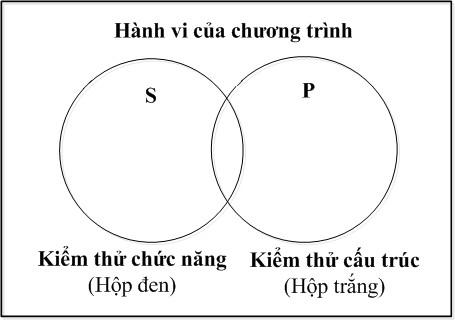 Hành vi của chương trình
S
P
Kiểm thử chức năng
(Hộp đen)
Kiểm thử cấu trúc
(Hộp trắng)